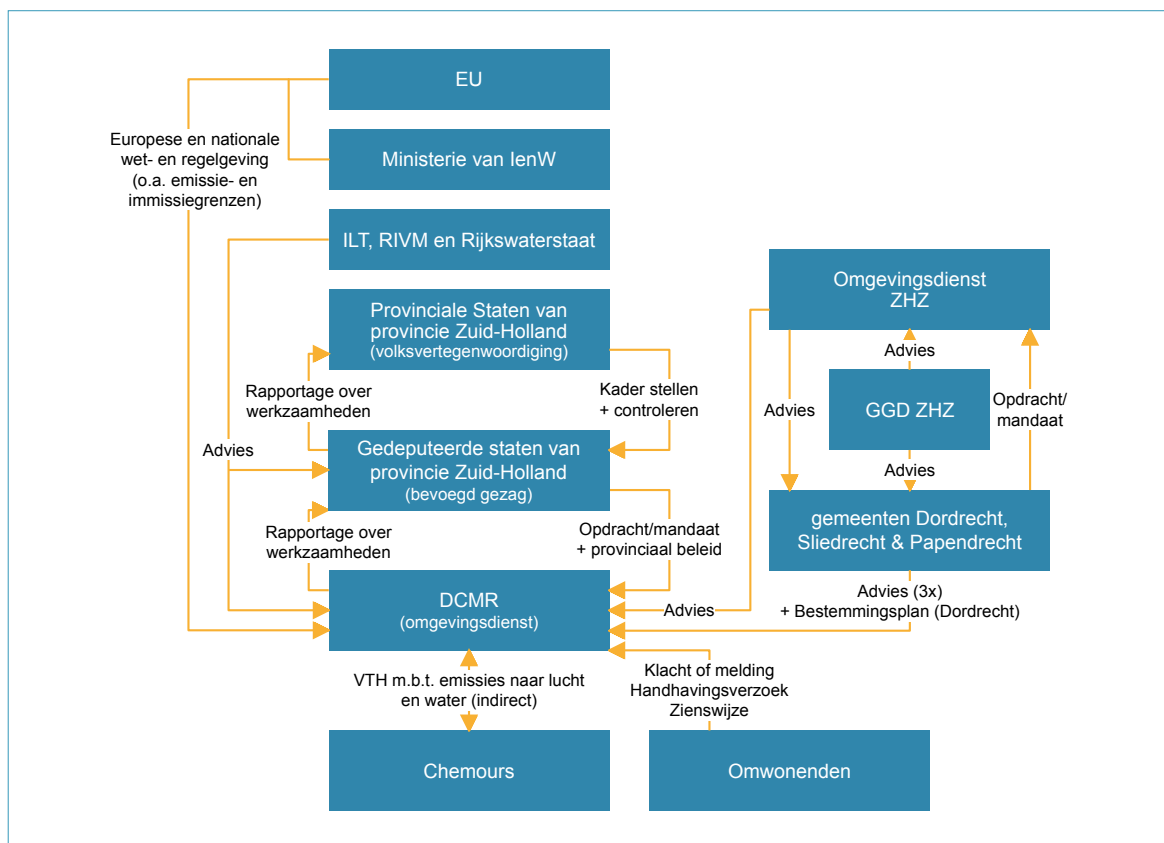 EU
Europese en nationale
wet- en regelgeving
(o.a. emissie- en
immissiegrenzen)
Ministerie van IenW
ILT, RIVM en Rijkswaterstaat
Omgevingsdienst
ZHZ
Provinciale Staten van
provincie Zuid-Holland
(volksvertegenwoordiging)
Advies
Rapportage over
werkzaamheden
Kader stellen
+ controleren
Advies
GGD ZHZ
Opdracht/
mandaat
Advies
Gedeputeerde staten van
provincie Zuid-Holland
(bevoegd gezag)
Advies
Rapportage over
werkzaamheden
Opdracht/mandaat
+ provinciaal beleid
gemeenten Dordrecht,
Sliedrecht & Papendrecht
DCMR
(omgevingsdienst)
Advies
Advies (3x)
+ Bestemmingsplan (Dordrecht)
VTH m.b.t. emissies naar lucht
en water (indirect)
Klacht of melding
Handhavingsverzoek
Zienswijze
Chemours
Omwonenden